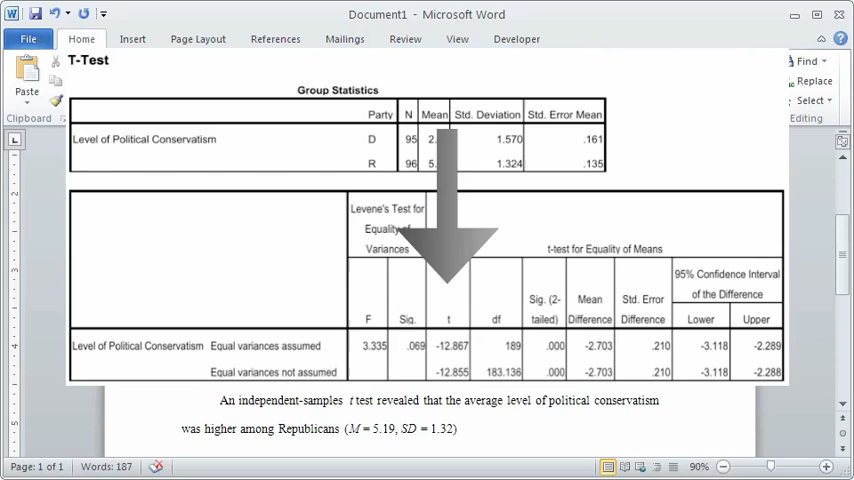 Document1 - Microsoft Word
File Home Insert Page Layout References Mailings Review View Developer
T-Test
Find
Paste
Replace
Select
Clipboard
Editing
Group Statistics
Party N Mean Std. Deviation Std. Error Mean
Level of Political Conservatism D 95 2. 1.570 .161
R 96 5. 1.324 .135
Levene's Test for
Equality of
Variances t-test for Equality of Means
95% Confidence Interval
of the Difference
Sig. (2- Mean Std. Error
F Sig. t df tailed) Difference Difference Lower Upper
Level of Political Conservatism Equal variances assumed 3.335 .069 -12.867 189 .000 -2.703 .210 -3.118 -2.289
Equal variances not assumed -12.855 183.136 .000 -2.703 .210 -3.118 -2.288
An independent-samples t test revealed that the average level of political conservatism
was higher among Republicans (M = 5.19, SD = 1.32)
Page: 1 of 1 Words: 187 90%